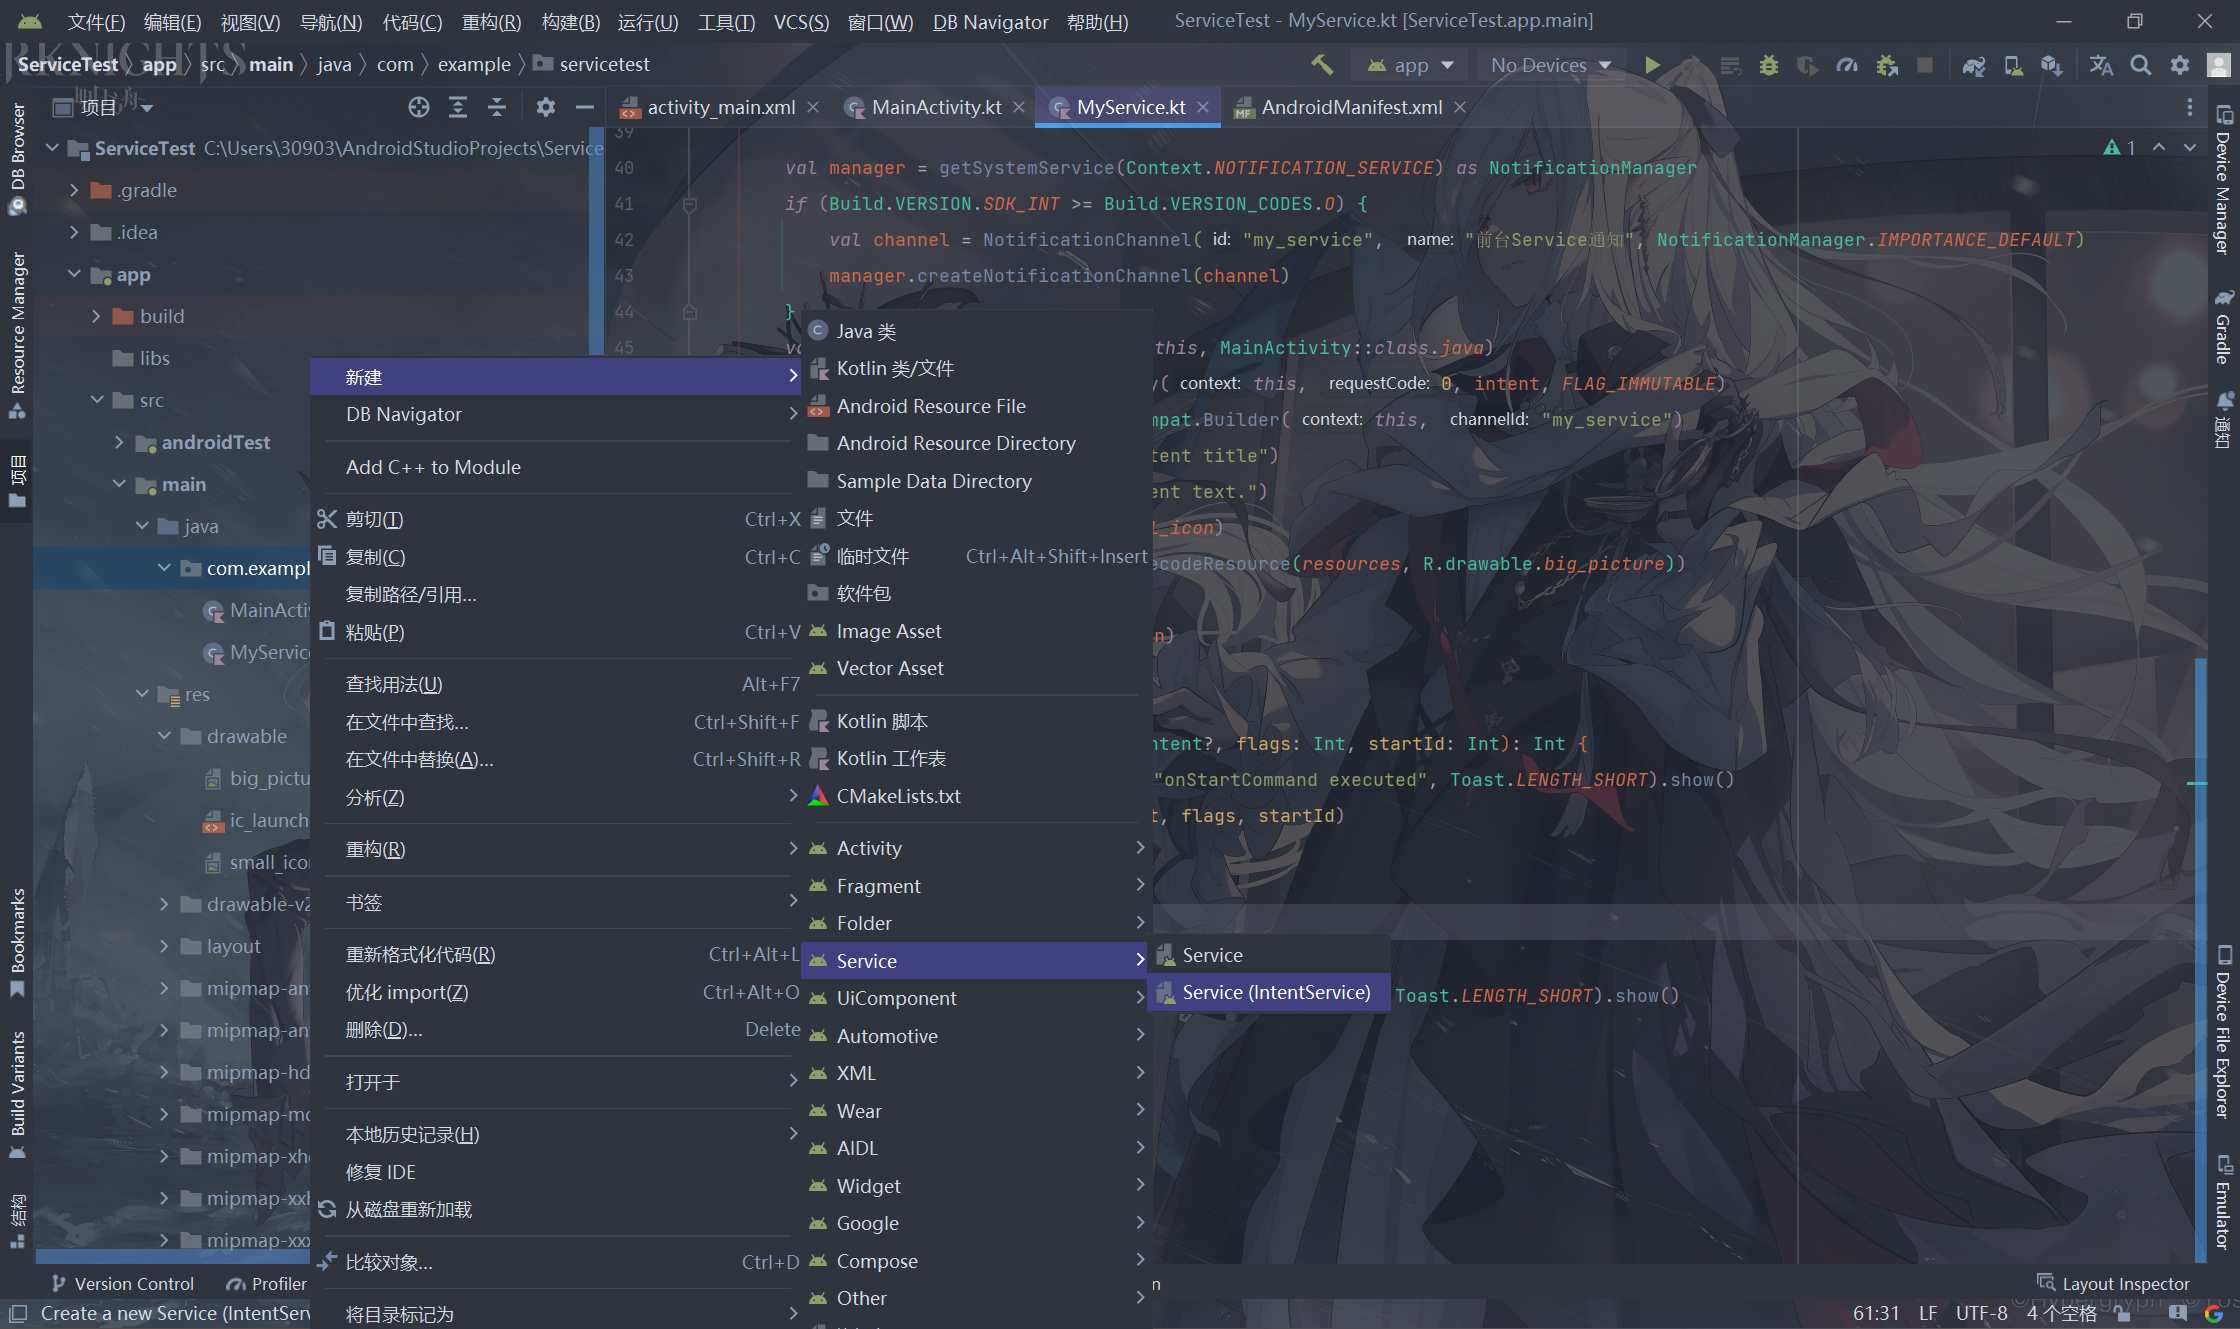 文件(F) 编辑(E) 视图(V) 导航(N) 代码(C) 重构(R) 构建(B) 运行(U) 工具(T) VCS(S) 窗口(W) DB Navigator 帮助(H) ServiceTest - MyService.kt [ServiceTest.app.main]
ServiceTest app src main java com example servicetest app No Devices
项目 activity_main.xml MainActivity.kt MyService.kt AndroidManifest.xml
DB Browser
Resource Manager
项目
Bookmarks
Build Variants
结构
ServiceTest C:\Users\30903\AndroidStudioProjects\Service
.gradle
.idea
app
build
libs
src
androidTest
main
java
com.exampl
MainActiv
MyServic
res
drawable
big_pictu
ic_launch
small_ico
drawable-v2
layout
mipmap-an
mipmap-an
mipmap-hd
mipmap-mc
mipmap-xh
mipmap-xxh
mipmap-xxx
39
40 val manager = getSystemService(Context.NOTIFICATION_SERVICE) as NotificationManager
41 if (Build.VERSION.SDK_INT >= Build.VERSION_CODES.O) {
42 val channel = NotificationChannel( id: "my_service", name: "前台Service通知", NotificationManager.IMPORTANCE_DEFAULT)
43 manager.createNotificationChannel(channel)
44 }
45 this, MainActivity::class.java)
y( context: this, requestCode: 0, intent, FLAG_IMMUTABLE)
mpat.Builder( context: this, channelId: "my_service")
tent title")
ent text.")
l_icon)
ecodeResource(resources, R.drawable.big_picture))
n)
ntent?, flags: Int, startId: Int): Int {
"onStartCommand executed", Toast.LENGTH_SHORT).show()
t, flags, startId)
Toast.LENGTH_SHORT).show()
1
新建
DB Navigator
Add C++ to Module
剪切(T) Ctrl+X
复制(C) Ctrl+C
复制路径/引用...
粘贴(P) Ctrl+V
查找用法(U) Alt+F7
在文件中查找... Ctrl+Shift+F
在文件中替换(A)... Ctrl+Shift+R
分析(Z)
重构(R)
书签
重新格式化代码(R) Ctrl+Alt+L
优化 import(Z) Ctrl+Alt+O
删除(D)... Delete
打开于
本地历史记录(H)
修复 IDE
从磁盘重新加载
比较对象... Ctrl+D
将目录标记为
Java 类
Kotlin 类/文件
Android Resource File
Android Resource Directory
Sample Data Directory
文件
临时文件 Ctrl+Alt+Shift+Insert
软件包
Image Asset
Vector Asset
Kotlin 脚本
Kotlin 工作表
CMakeLists.txt
Activity
Fragment
Folder
Service
UiComponent
Automotive
XML
Wear
AIDL
Widget
Google
Compose
Other
Service
Service (IntentService)
Device Manager
Gradle
通知
Device File Explorer
Emulator
Version Control Profiler n Layout Inspector
Create a new Service (IntentServ 61:31 LF UTF-8 4 个空格